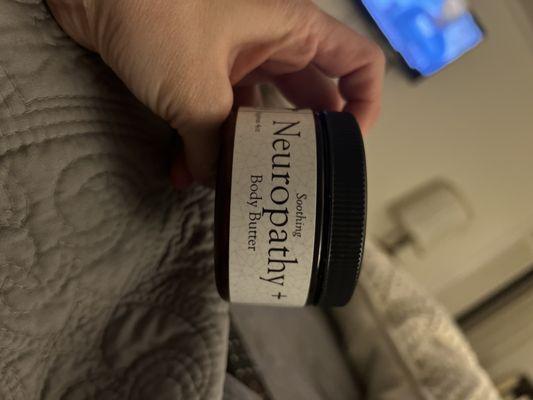 Soothing
Neuropathy +
Body Butter